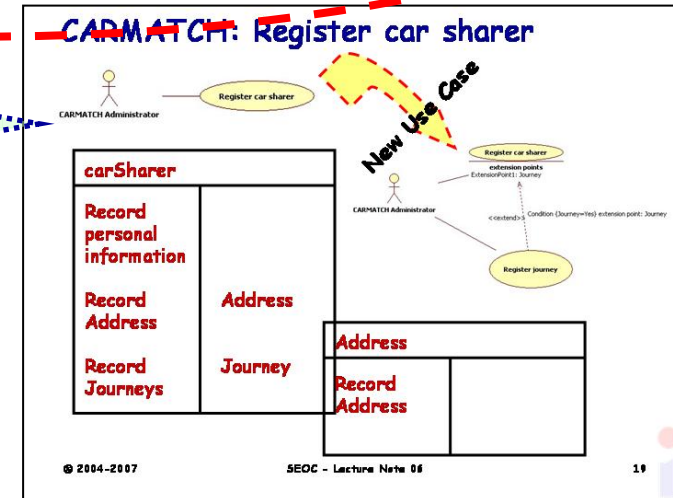 CARMATCH: Register car sharer
CARMATCH Administrator
Register car sharer
New Use Case
Register car sharer
extension points
ExtensionPoint1: Journey
CARMATCH Administrator
<<extend>>
Condition {Journey=Yes} extension point: Journey
Register journey
carSharer
Record
personal
information
Record
Address
Address
Record
Journeys
Journey
Address
Record
Address
© 2004-2007
SEOC - Lecture Note 06
19